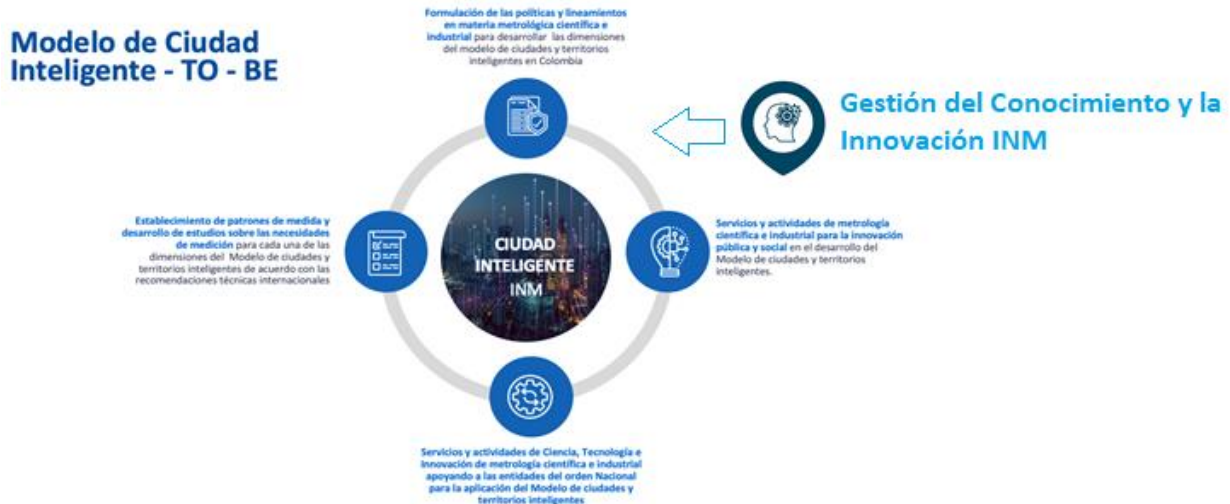 Modelo de Ciudad
Inteligente - TO - BE
Formulación de las políticas y lineamientos
en materia metrológica científica e
industrial para desarrollar las dimensiones
del modelo de ciudades y territorios
inteligentes en Colombia
Gestión del Conocimiento y la
Innovación INM
Establecimiento de patrones de medida y
desarrollo de estudios sobre las necesidades
de medición para cada una de las
dimensiones del Modelo de ciudades y
territorios inteligentes de acuerdo con las
recomendaciones técnicas internacionales
CIUDAD
INTELIGENTE
INM
Servicios y actividades de metrología
científica e industrial para la innovación
pública y social en el desarrollo del
Modelo de ciudades y territorios
inteligentes.
Servicios y actividades de Ciencia, Tecnología e
Innovación de metrología científica e industrial
apoyando a las entidades del orden Nacional
para la aplicación del Modelo de ciudades y
territorios inteligentes